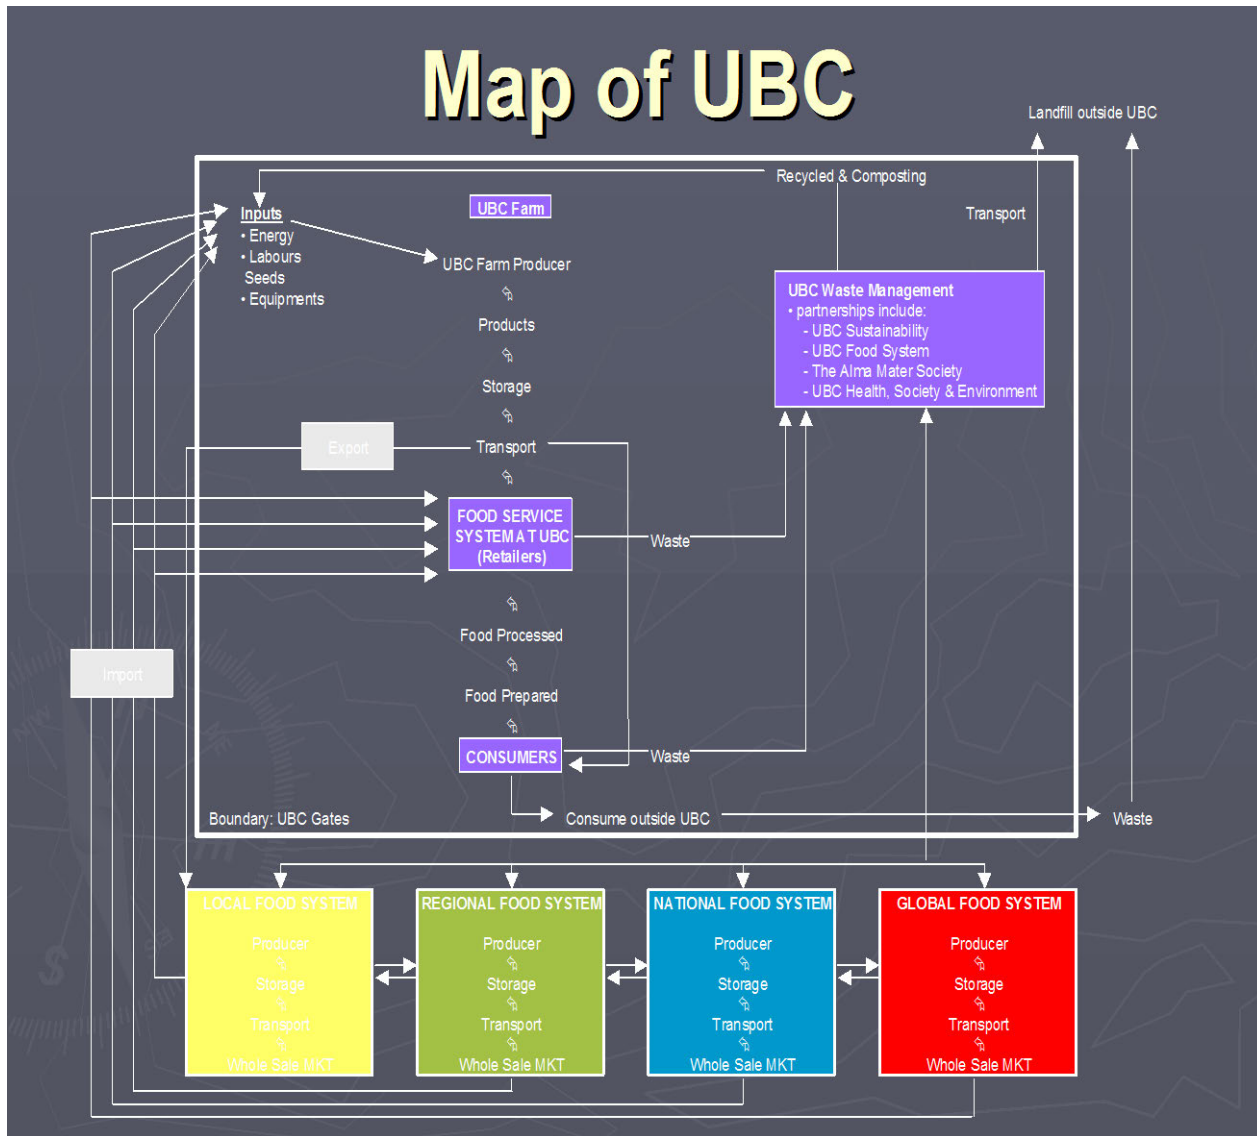 Map of UBC
Landfill outside UBC
Recycled & Composting
Transport
Inputs
• Energy
• Labours
Seeds
• Equipments
UBC Farm
UBC Farm Producer
Products
Storage
Transport
Export
UBC Waste Management
• partnerships include:
- UBC Sustainability
- UBC Food System
- The Alma Mater Society
- UBC Health, Society & Environment
FOOD SERVICE
SYSTEM AT UBC
(Retailers)
Waste
Food Processed
Food Prepared
Import
CONSUMERS
Waste
Boundary: UBC Gates
Consume outside UBC
Waste
LOCAL FOOD SYSTEM
Producer
Storage
Transport
Whole Sale MKT
REGIONAL FOOD SYSTEM
Producer
Storage
Transport
Whole Sale MKT
NATIONAL FOOD SYSTEM
Producer
Storage
Transport
Whole Sale MKT
GLOBAL FOOD SYSTEM
Producer
Storage
Transport
Whole Sale MKT